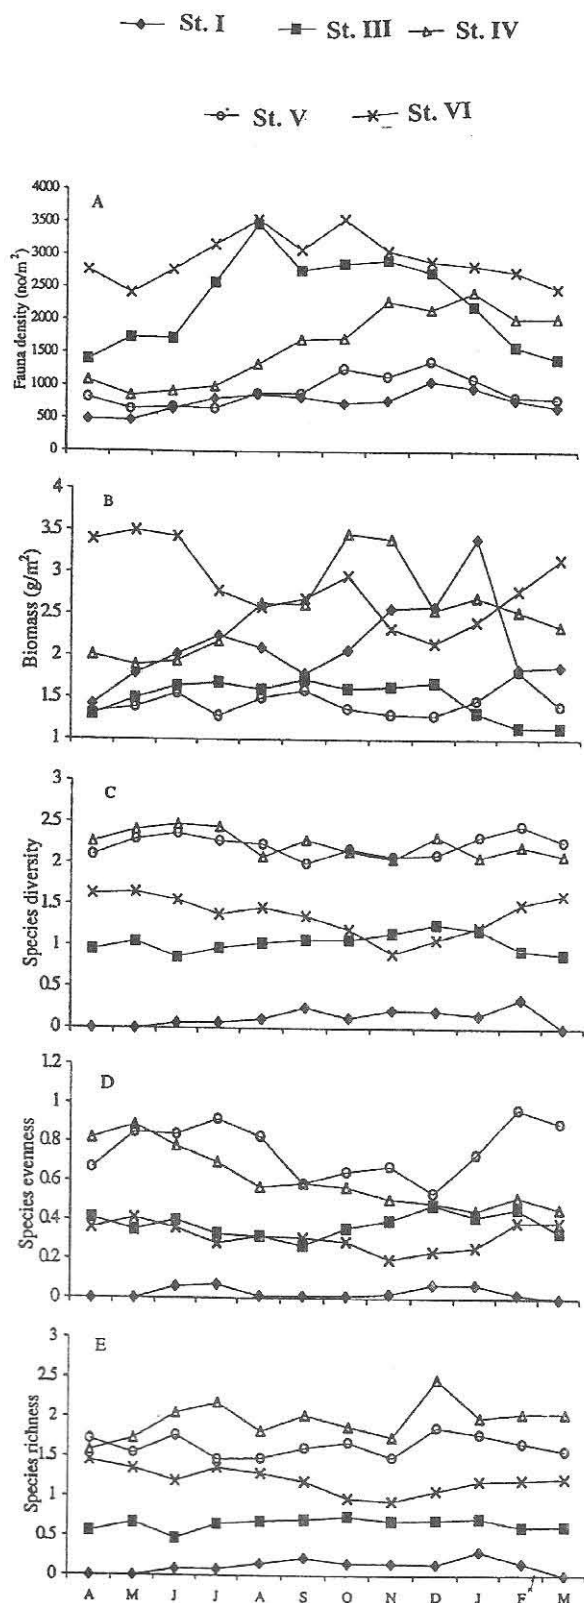 St. I St. III St. IV
St. V St. VI
A
Fauna density (no/m²)
4000
3500
3000
2500
2000
1500
1000
500
0
B
Biomass (g/m²)
4
3.5
3
2.5
2
1.5
1
C
Species diversity
3
2.5
2
1.5
1
0.5
0
D
Species evenness
1.2
1
0.8
0.6
0.4
0.2
0
E
Species richness
3
2.5
2
1.5
1
0.5
0
A M J J A S O N D J F M